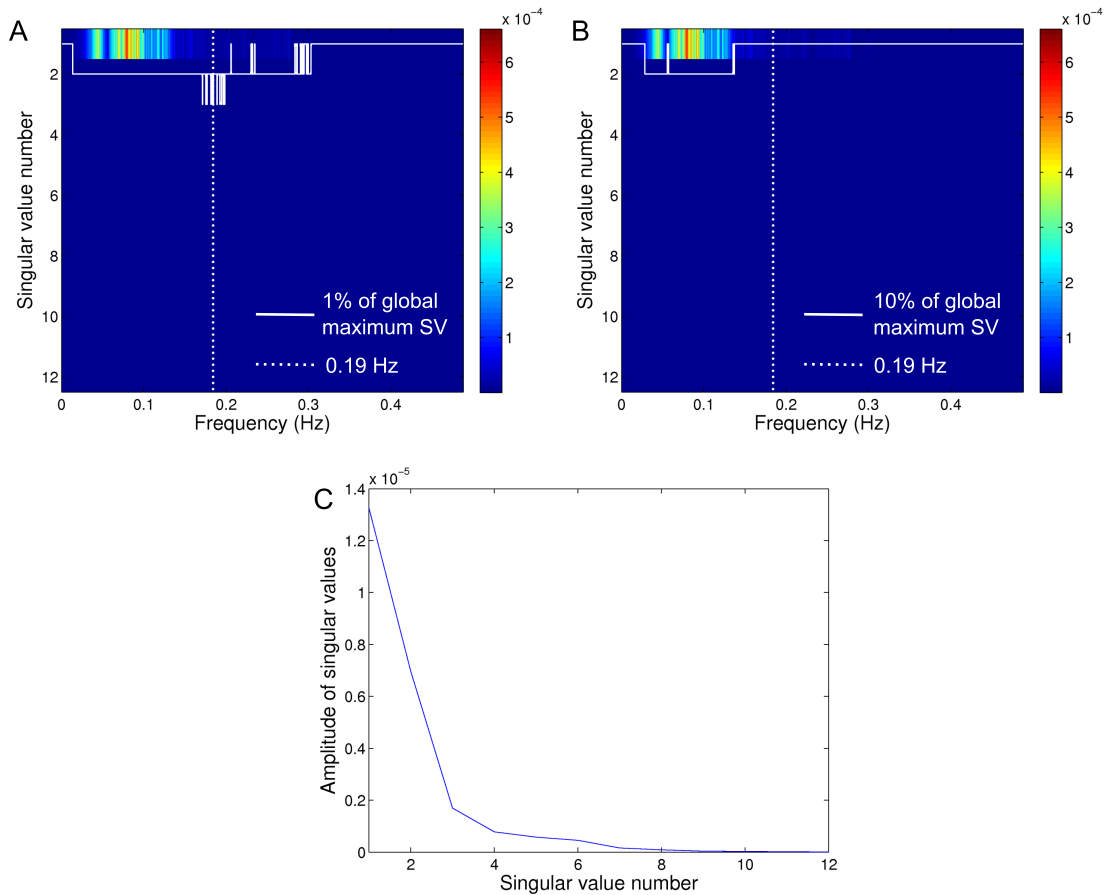 A
x 10⁻⁴
Singular value number
2
4
6
8
10
12
0
0.1
0.2
0.3
0.4
Frequency (Hz)
1% of global
maximum SV
0.19 Hz
6
5
4
3
2
1
B
x 10⁻⁴
Singular value number
2
4
6
8
10
12
0
0.1
0.2
0.3
0.4
Frequency (Hz)
10% of global
maximum SV
0.19 Hz
6
5
4
3
2
1
C
x 10⁻⁵
Amplitude of singular values
1.4
1.2
1
0.8
0.6
0.4
0.2
0
2
4
6
8
10
12
Singular value number